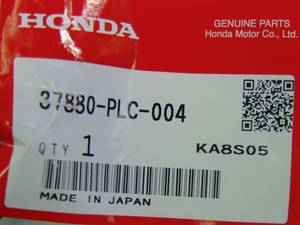 HONDA
GENUINE PARTS
Honda Motor Co., Ltd.
37880-PLC-004
QTY 1
KA8S05
MADE IN JAPAN